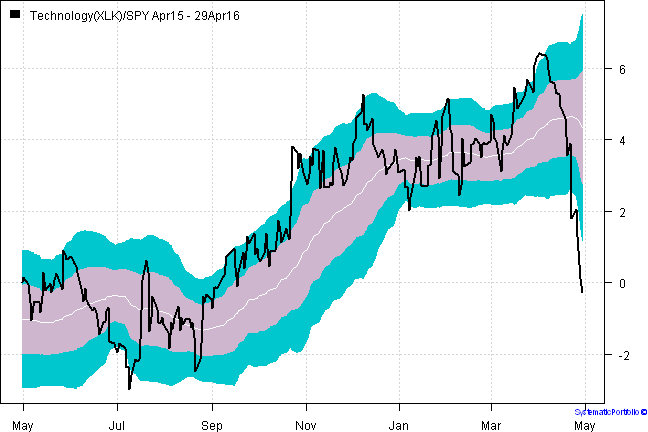 Technology(XLK)/SPY Apr15 - 29Apr16
6
4
2
0
-2
SystematicPortfolio ©
May Jul Sep Nov Jan Mar May